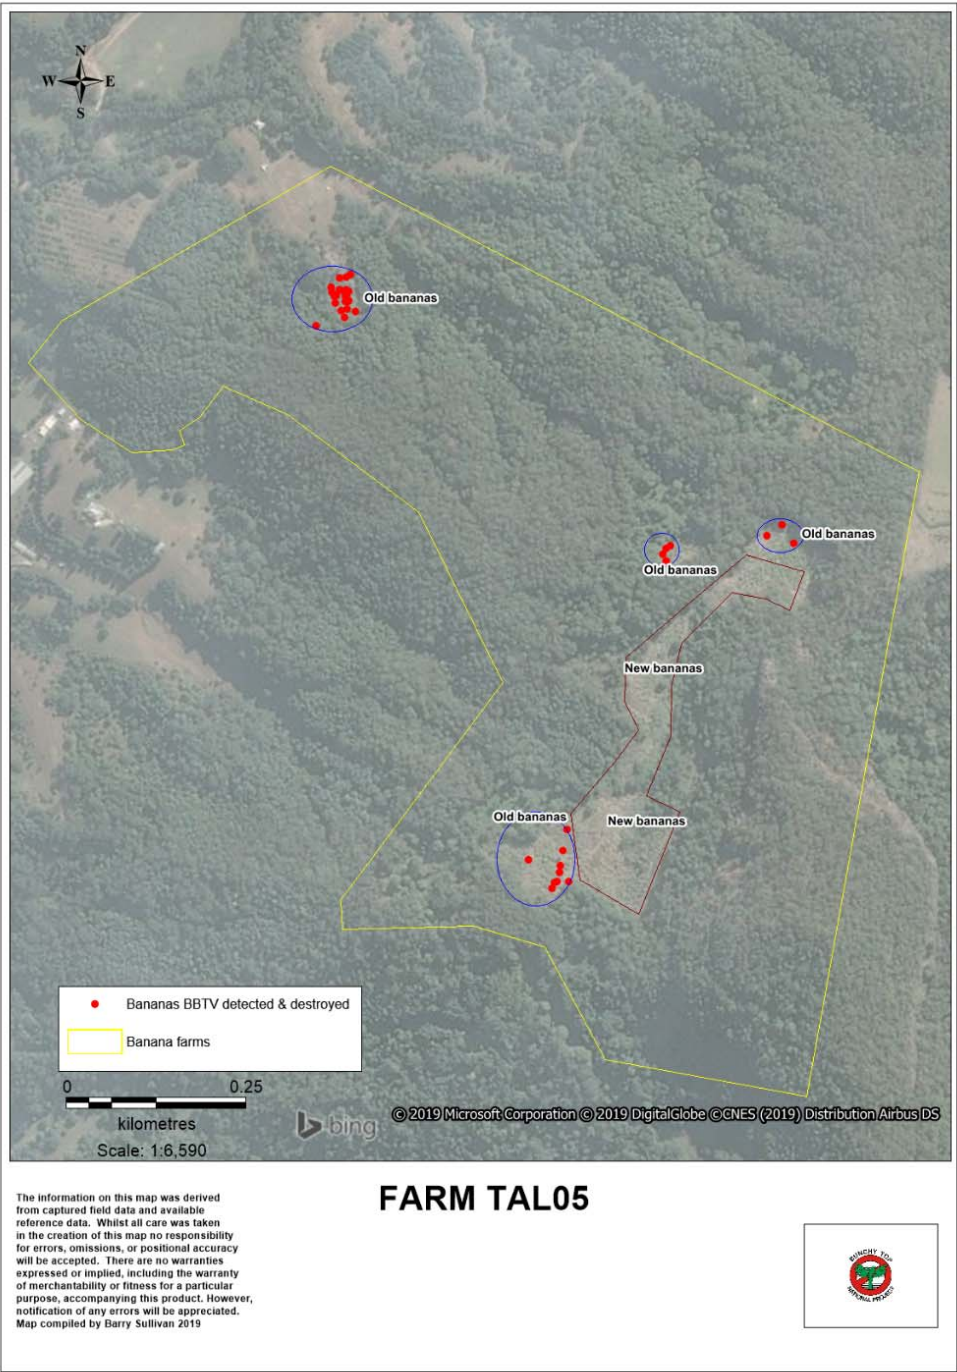 N
W E
S
Old bananas
Old bananas
Old bananas
New bananas
Old bananas
New bananas
Bananas BBTV detected & destroyed
Banana farms
0 0.25
kilometres
Scale: 1:6,590
bing
© 2019 Microsoft Corporation © 2019 DigitalGlobe ©CNES (2019) Distribution Airbus DS
FARM TAL05
The information on this map was derived
from captured field data and available
reference data. Whilst all care was taken
in the creation of this map no responsibility
for errors, omissions, or positional accuracy
will be accepted. There are no warranties
expressed or implied, including the warranty
of merchantability or fitness for a particular
purpose, accompanying this product. However,
notification of any errors will be appreciated.
Map compiled by Barry Sullivan 2019
BUNCHY TOP
NATIONAL PROJECT